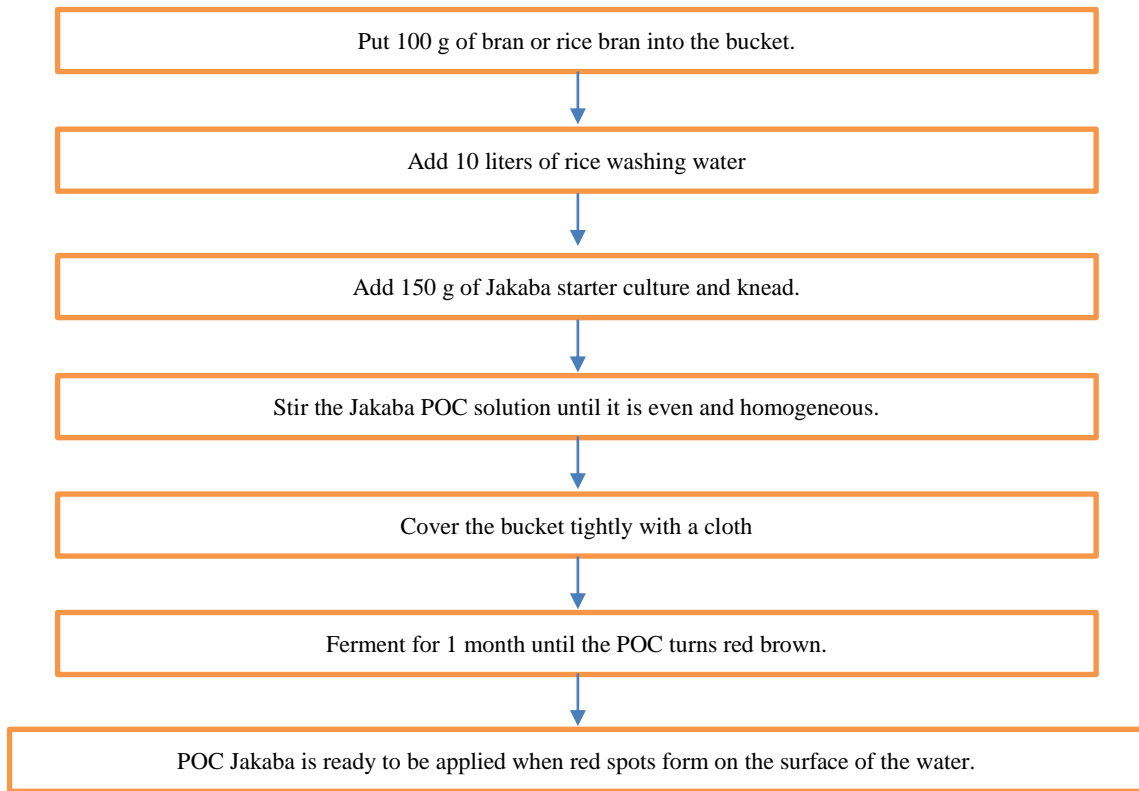 Put 100 g of bran or rice bran into the bucket.
Add 10 liters of rice washing water
Add 150 g of Jakaba starter culture and knead.
Stir the Jakaba POC solution until it is even and homogeneous.
Cover the bucket tightly with a cloth
Ferment for 1 month until the POC turns red brown.
POC Jakaba is ready to be applied when red spots form on the surface of the water.